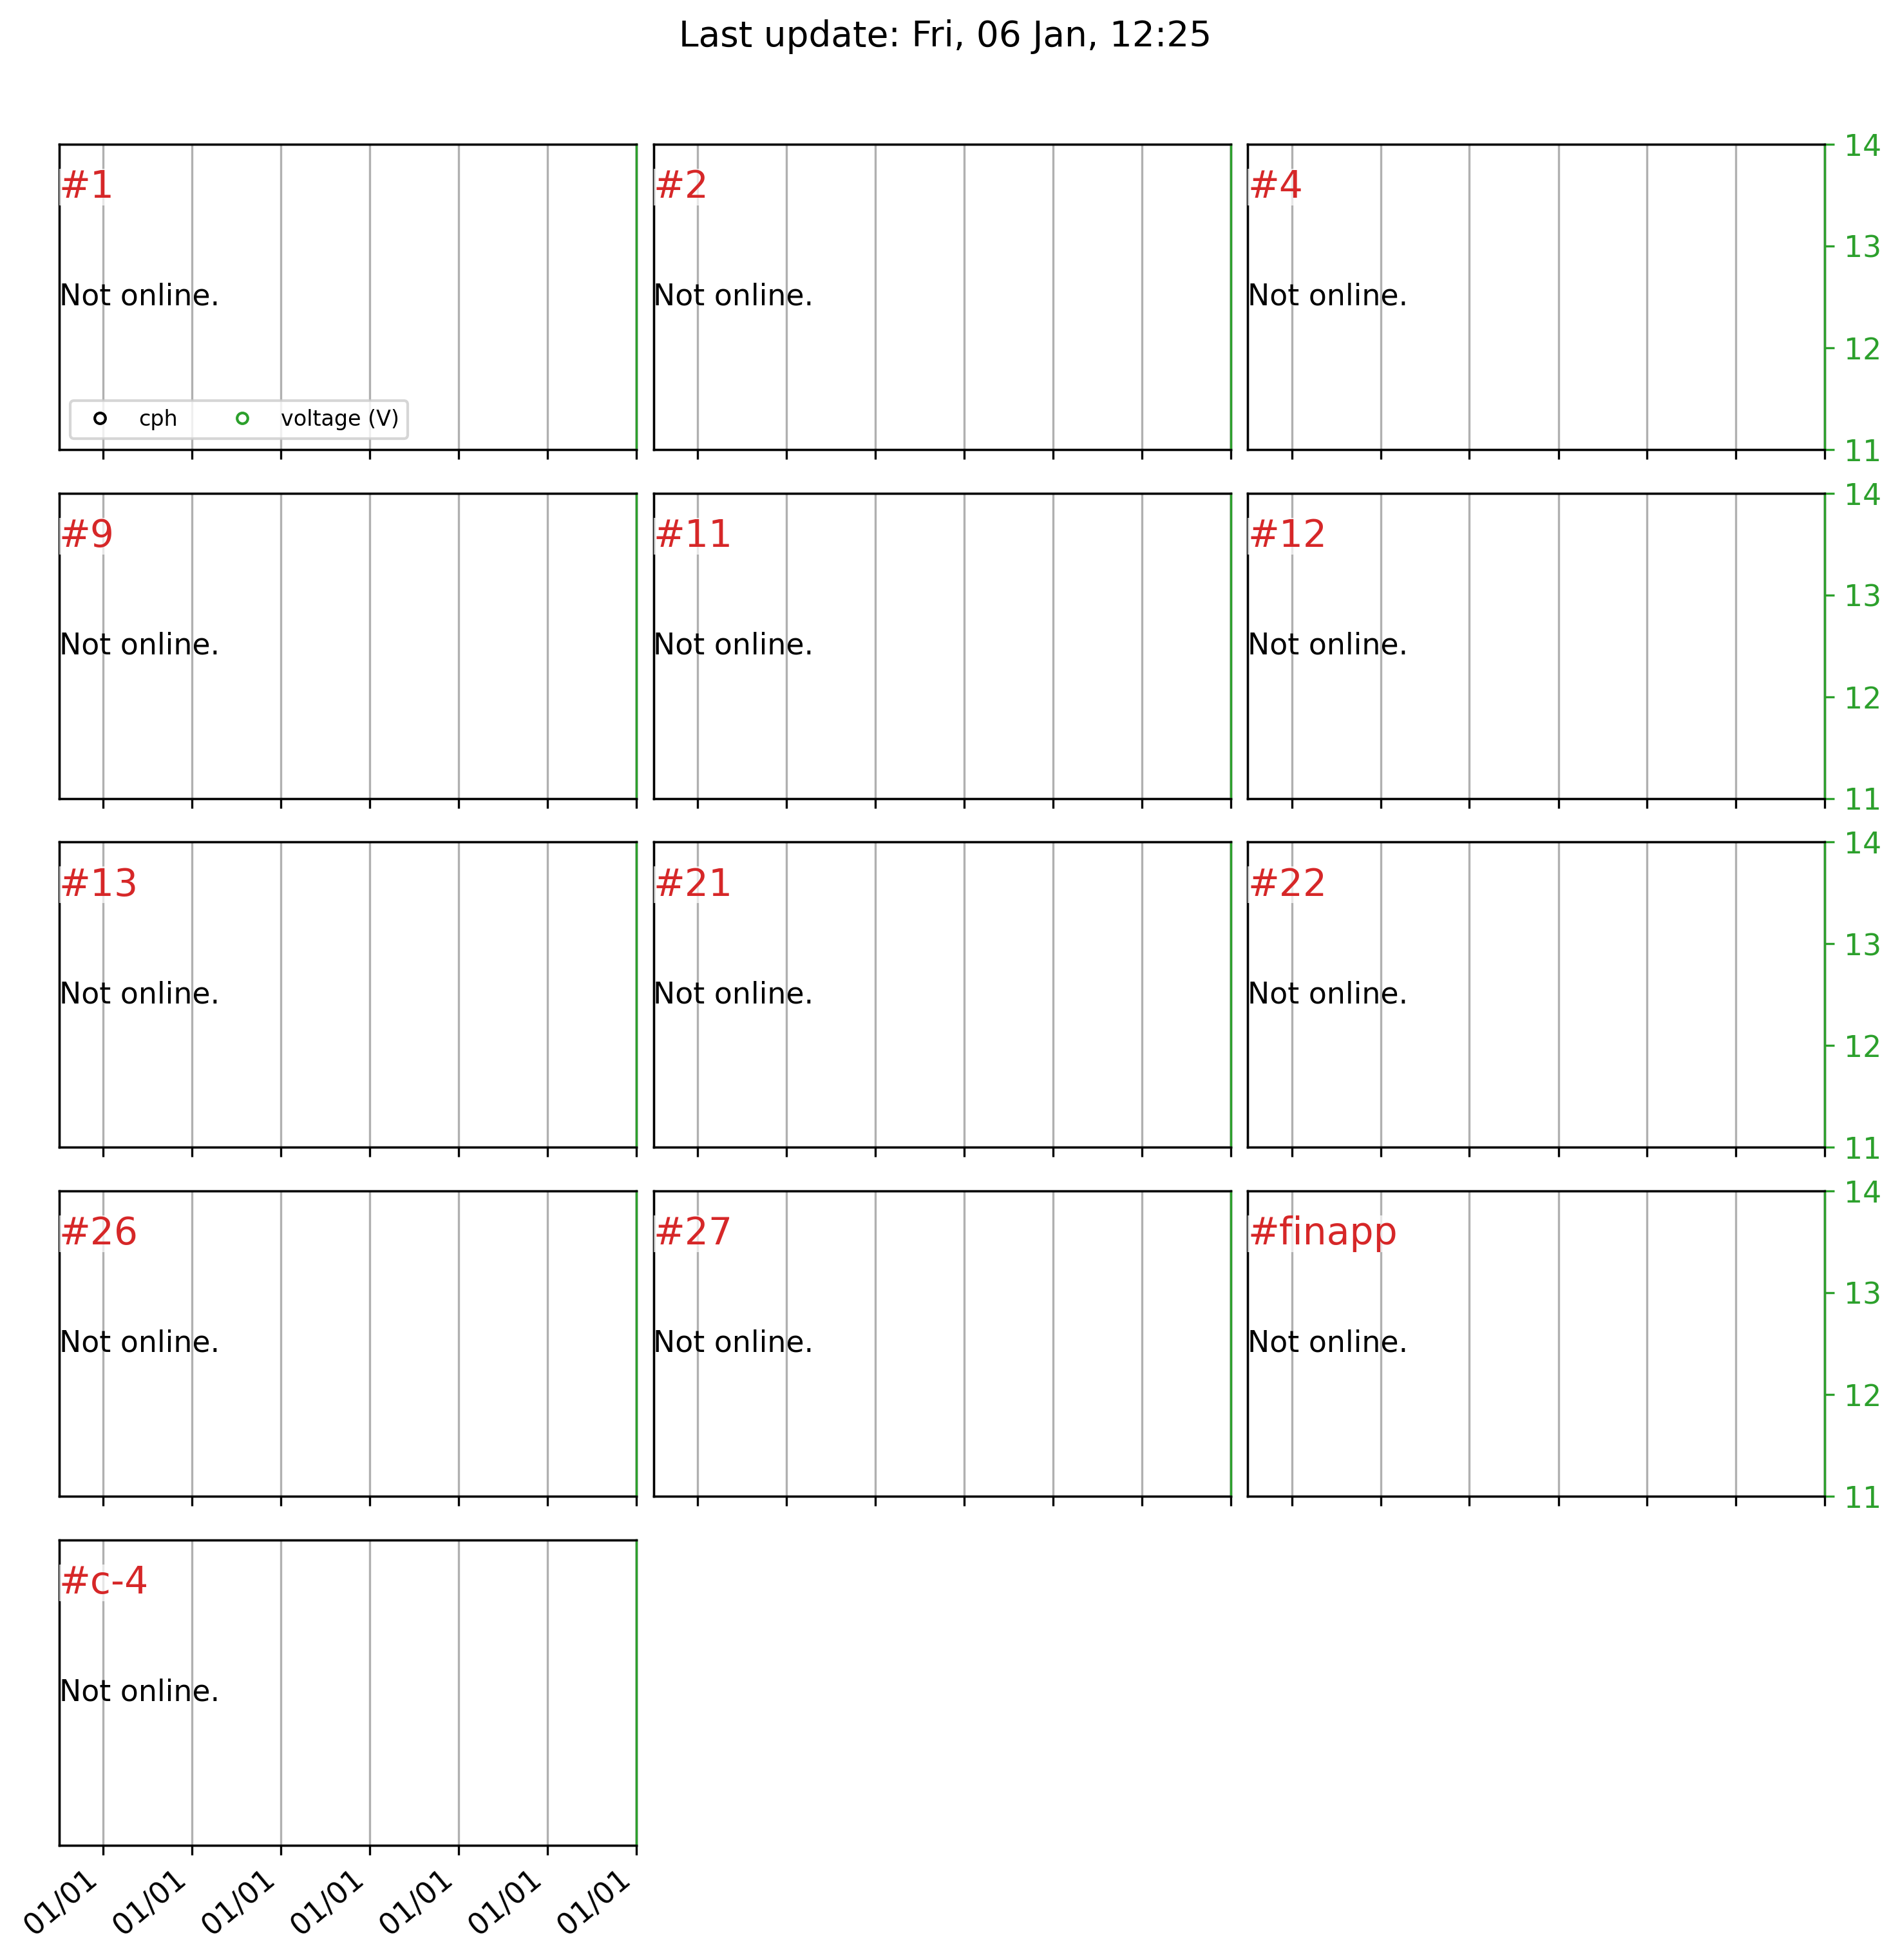 Last update: Fri, 06 Jan, 12:25
#1
#2
#4
14
13
12
11
Not online.
Not online.
Not online.
cph
voltage (V)
#9
#11
#12
14
13
12
11
Not online.
Not online.
Not online.
#13
#21
#22
14
13
12
11
Not online.
Not online.
Not online.
#26
#27
#finapp
14
13
12
11
Not online.
Not online.
Not online.
#c-4
Not online.
01/01
01/01
01/01
01/01
01/01
01/01
01/01